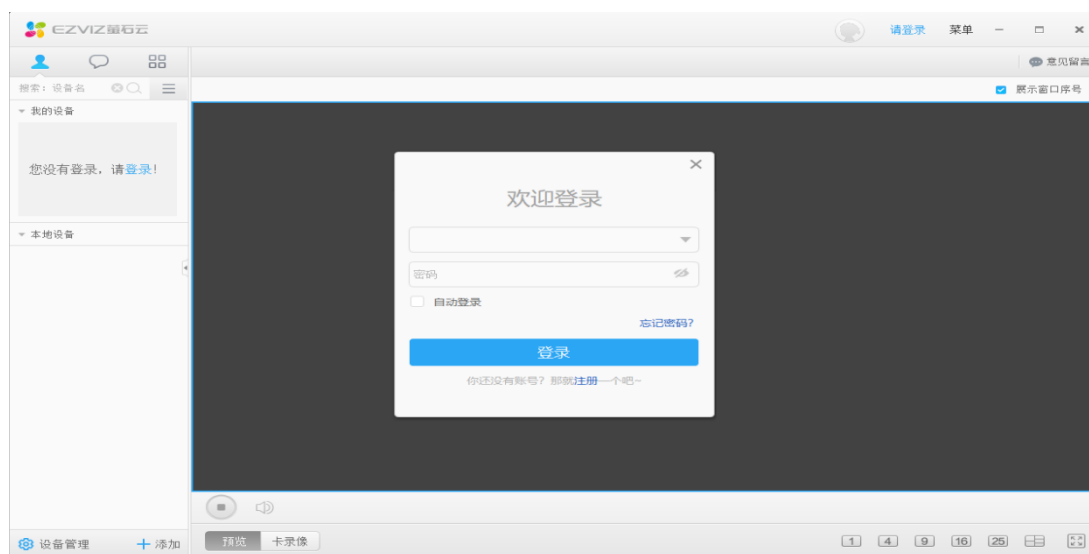 EZVIZ萤石云
请登录 菜单
意见留言
搜索：设备名
展示窗口序号
我的设备
您没有登录，请登录！
本地设备
欢迎登录
密码
自动登录
忘记密码？
登录
你还没有账号？那就注册一个吧~
设备管理 添加
预览 卡录像
1 4 9 16 25